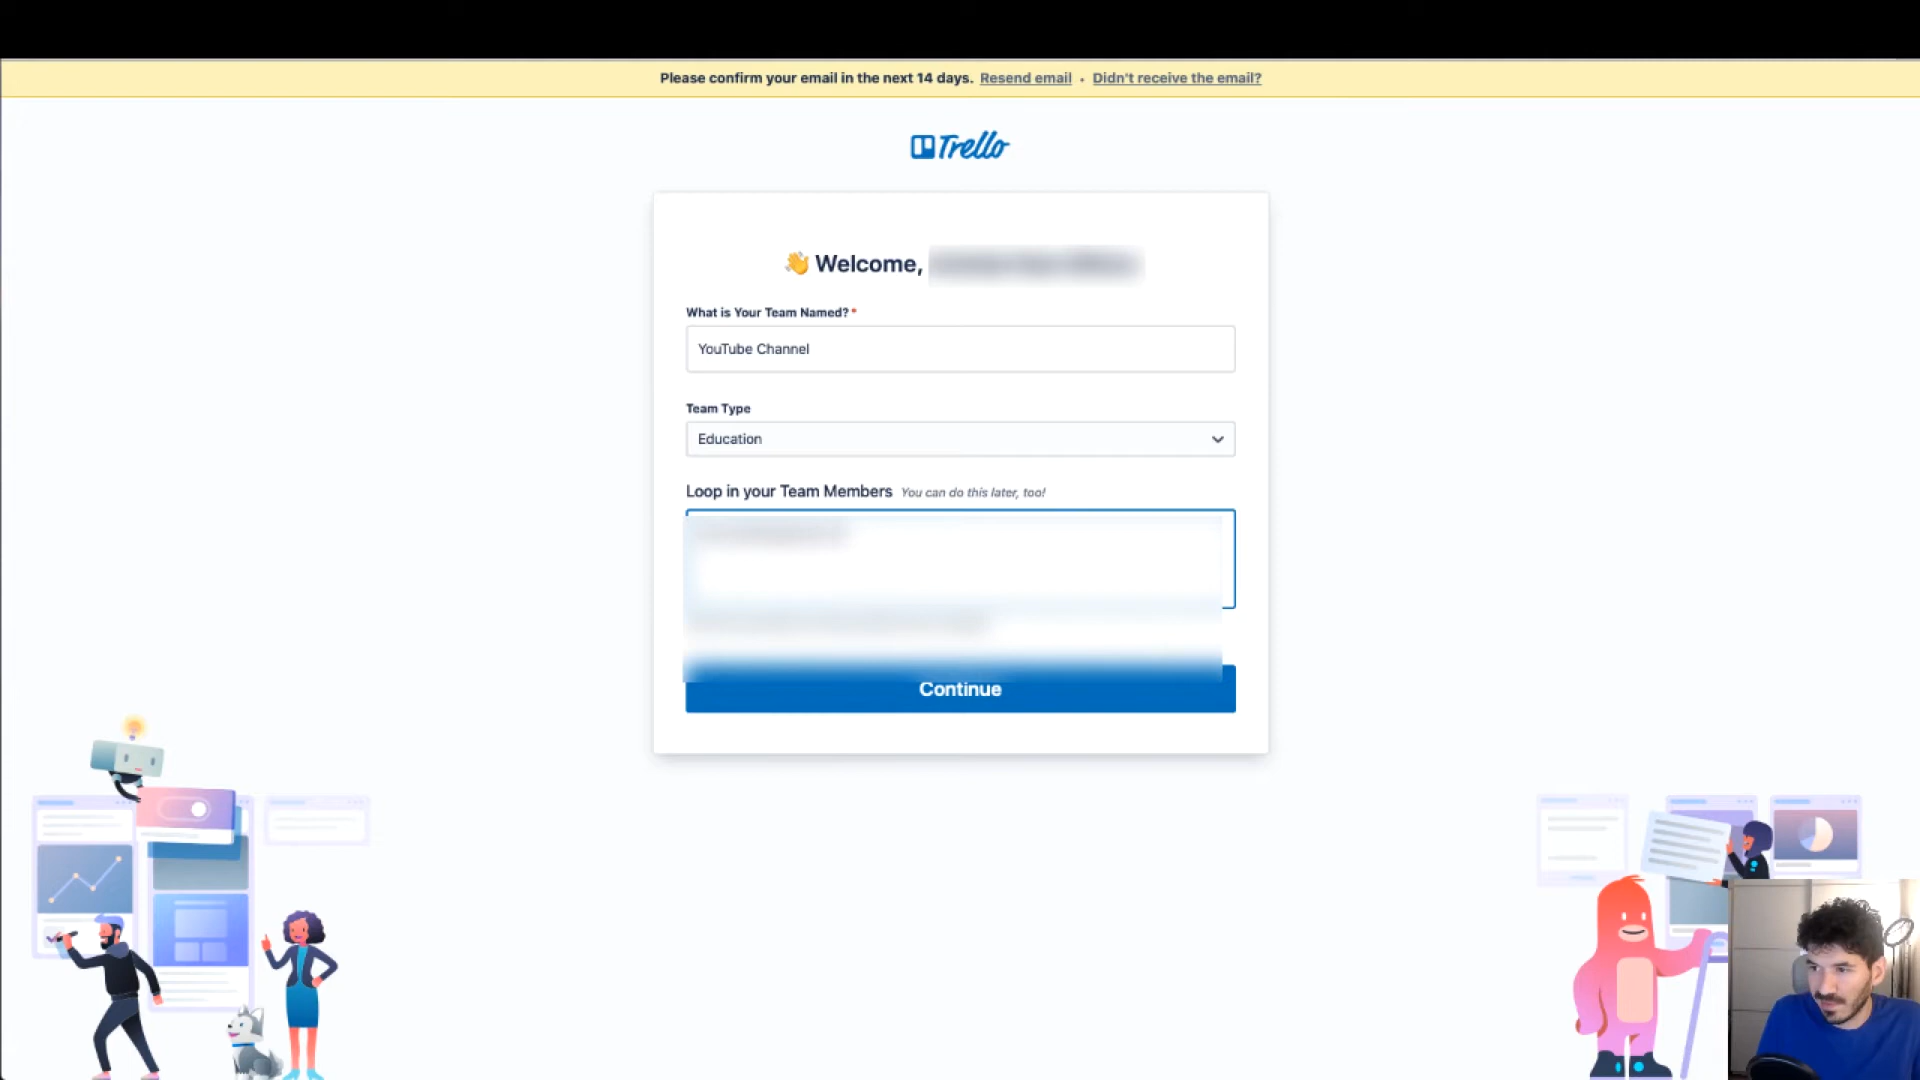 Please confirm your email in the next 14 days. Resend email • Didn't receive the email?
Trello
👋 Welcome,
What is Your Team Named?*
YouTube Channel
Team Type
Education
Loop in your Team Members You can do this later, too!
Continue